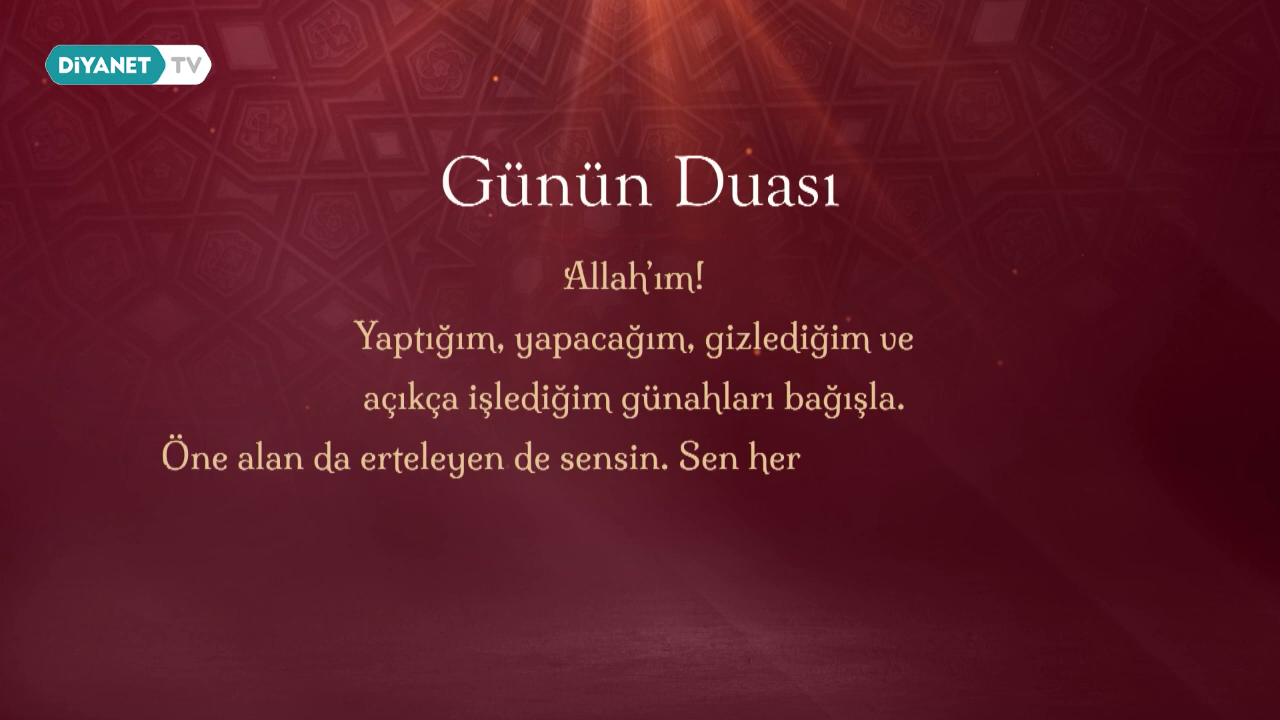 DİYANET TV
Günün Duası
Allah'ım!
Yaptığım, yapacağım, gizlediğim ve
açıkça işlediğim günahları bağışla.
Öne alan da erteleyen de sensin. Sen her